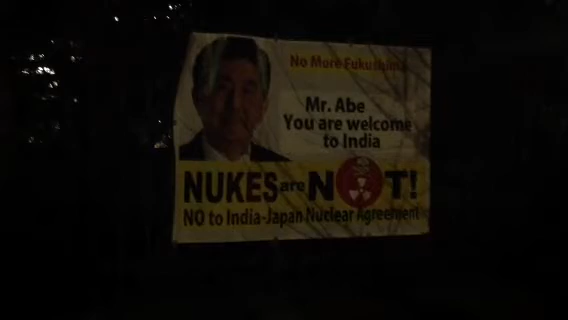 No More Fukushima
Mr. Abe
You are welcome
to India
NUKES are NOT!
NO to India-Japan Nuclear Agreement